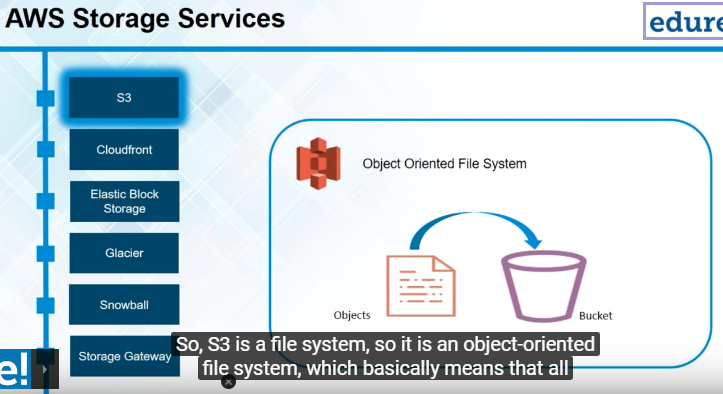 AWS Storage Services
edure
S3
Cloudfront
Elastic Block
Storage
Glacier
Snowball
Storage Gateway
Object Oriented File System
Objects
Bucket
So, S3 is a file system, so it is an object-oriented
file system, which basically means that all
e!